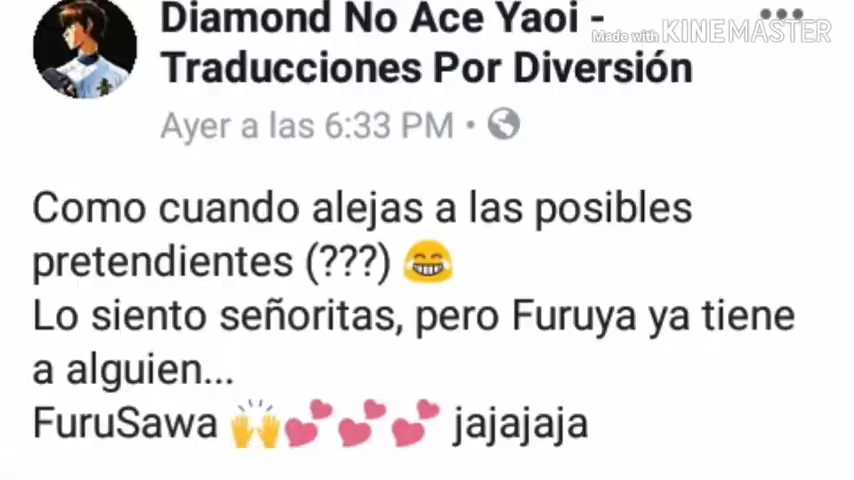 Diamond No Ace Yaoi -
Made with KINEMASTER
Traducciones Por Diversión
Ayer a las 6:33 PM •
Como cuando alejas a las posibles
pretendientes (???) 😂
Lo siento señoritas, pero Furuya ya tiene
a alguien...
FuruSawa 🙌💕💕💕 jajajaja